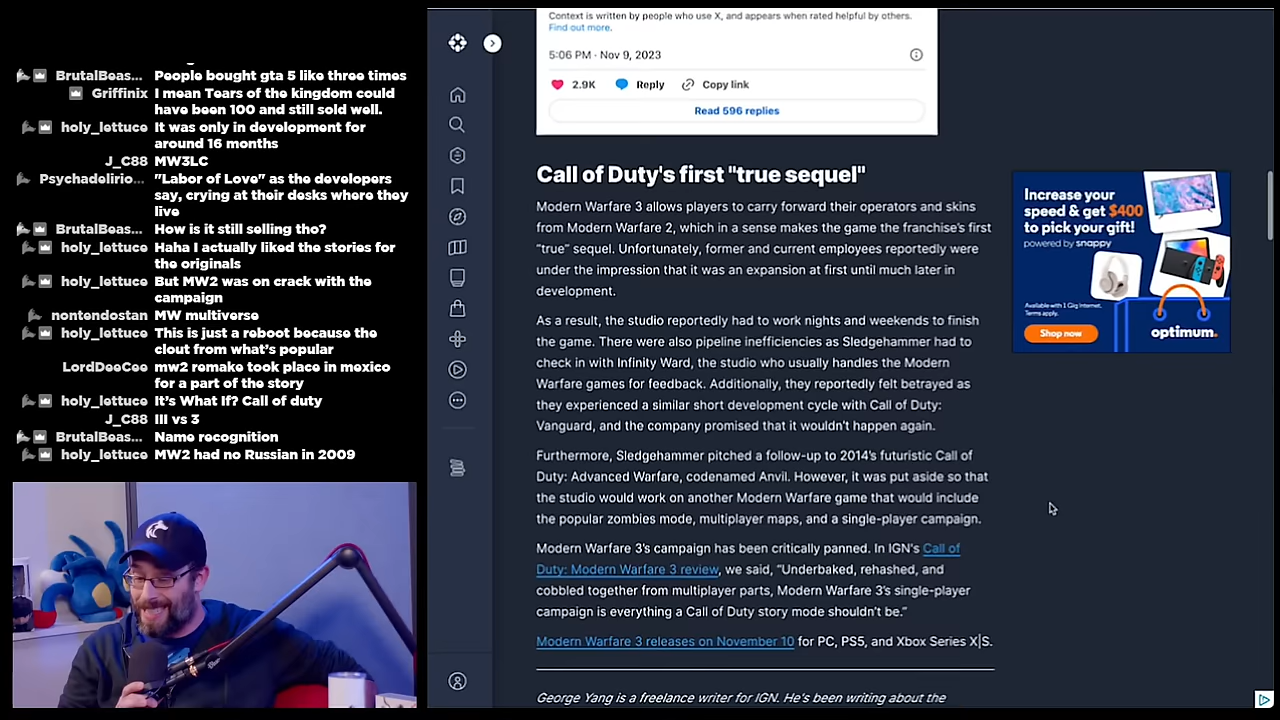 BrutalBeas... People bought gta 5 like three times
Griffinix I mean Tears of the kingdom could
have been 100 and still sold well.
holy_lettuce It was only in development for
around 16 months
J_C88 MW3LC
Psychadelirio... "Labor of Love" as the developers
say, crying at their desks where they
live
BrutalBeas... How is it still selling tho?
holy_lettuce Haha I actually liked the stories for
the originals
holy_lettuce But MW2 was on crack with the
campaign
nontendostan MW multiverse
holy_lettuce This is just a reboot because the
clout from what's popular
LordDeeCee mw2 remake took place in mexico
for a part of the story
holy_lettuce It's What If? Call of duty
J_C88 III vs 3
BrutalBeas... Name recognition
holy_lettuce MW2 had no Russian in 2009
Context is written by people who use X, and appears when rated helpful by others.
Find out more.
5:06 PM · Nov 9, 2023
2.9K Reply Copy link
Read 596 replies
Call of Duty's first "true sequel"
Modern Warfare 3 allows players to carry forward their operators and skins
from Modern Warfare 2, which in a sense makes the game the franchise's first
“true” sequel. Unfortunately, former and current employees reportedly were
under the impression that it was an expansion at first until much later in
development.
As a result, the studio reportedly had to work nights and weekends to finish
the game. There were also pipeline inefficiencies as Sledgehammer had to
check in with Infinity Ward, the studio who usually handles the Modern
Warfare games for feedback. Additionally, they reportedly felt betrayed as
they experienced a similar short development cycle with Call of Duty:
Vanguard, and the company promised that it wouldn't happen again.
Furthermore, Sledgehammer pitched a follow-up to 2014's futuristic Call of
Duty: Advanced Warfare, codenamed Anvil. However, it was put aside so that
the studio would work on another Modern Warfare game that would include
the popular zombies mode, multiplayer maps, and a single-player campaign.
Modern Warfare 3's campaign has been critically panned. In IGN's Call of
Duty: Modern Warfare 3 review, we said, “Underbaked, rehashed, and
cobbled together from multiplayer parts, Modern Warfare 3's single-player
campaign is everything a Call of Duty story mode shouldn't be.”
Modern Warfare 3 releases on November 10 for PC, PS5, and Xbox Series X|S.
George Yang is a freelance writer for IGN. He's been writing about the
Increase your
speed & get $400
to pick your gift!
powered by snappy
Available with 1 Gig Internet.
Terms apply.
Shop now
optimum.